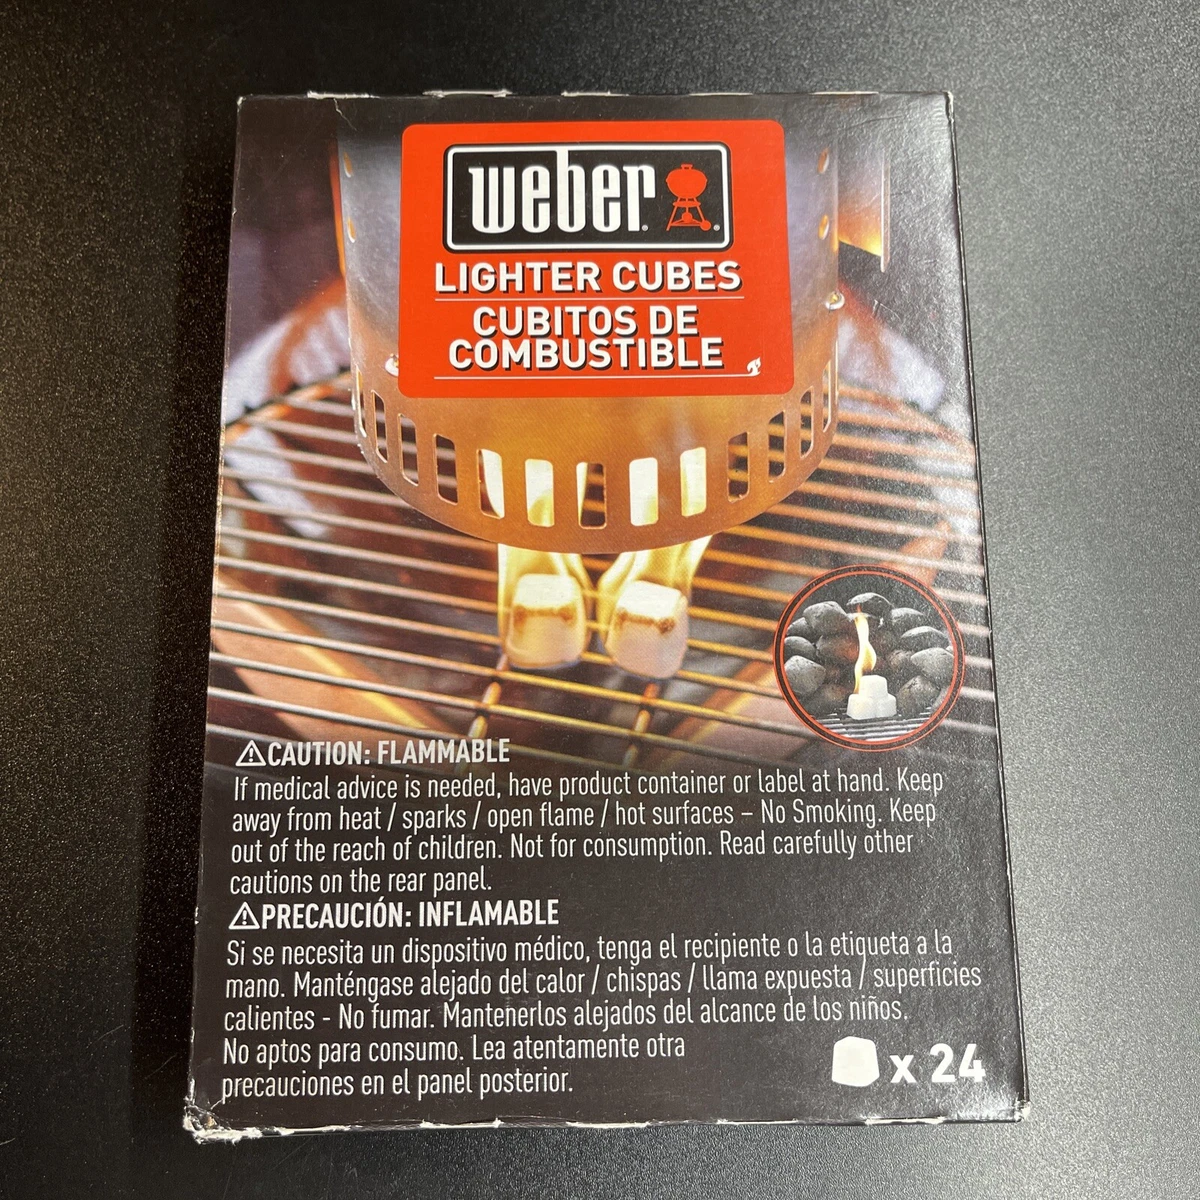 weber
LIGHTER CUBES
CUBITOS DE
COMBUSTIBLE
⚠CAUTION: FLAMMABLE
If medical advice is needed, have product container or label at hand. Keep
away from heat / sparks / open flame / hot surfaces – No Smoking. Keep
out of the reach of children. Not for consumption. Read carefully other
cautions on the rear panel.
⚠PRECAUCIÓN: INFLAMABLE
Si se necesita un dispositivo médico, tenga el recipiente o la etiqueta a la
mano. Manténgase alejado del calor / chispas / llama expuesta / superficies
calientes - No fumar. Mantenerlos alejados del alcance de los niños.
No aptos para consumo. Lea atentamente otra
precauciones en el panel posterior.
x 24